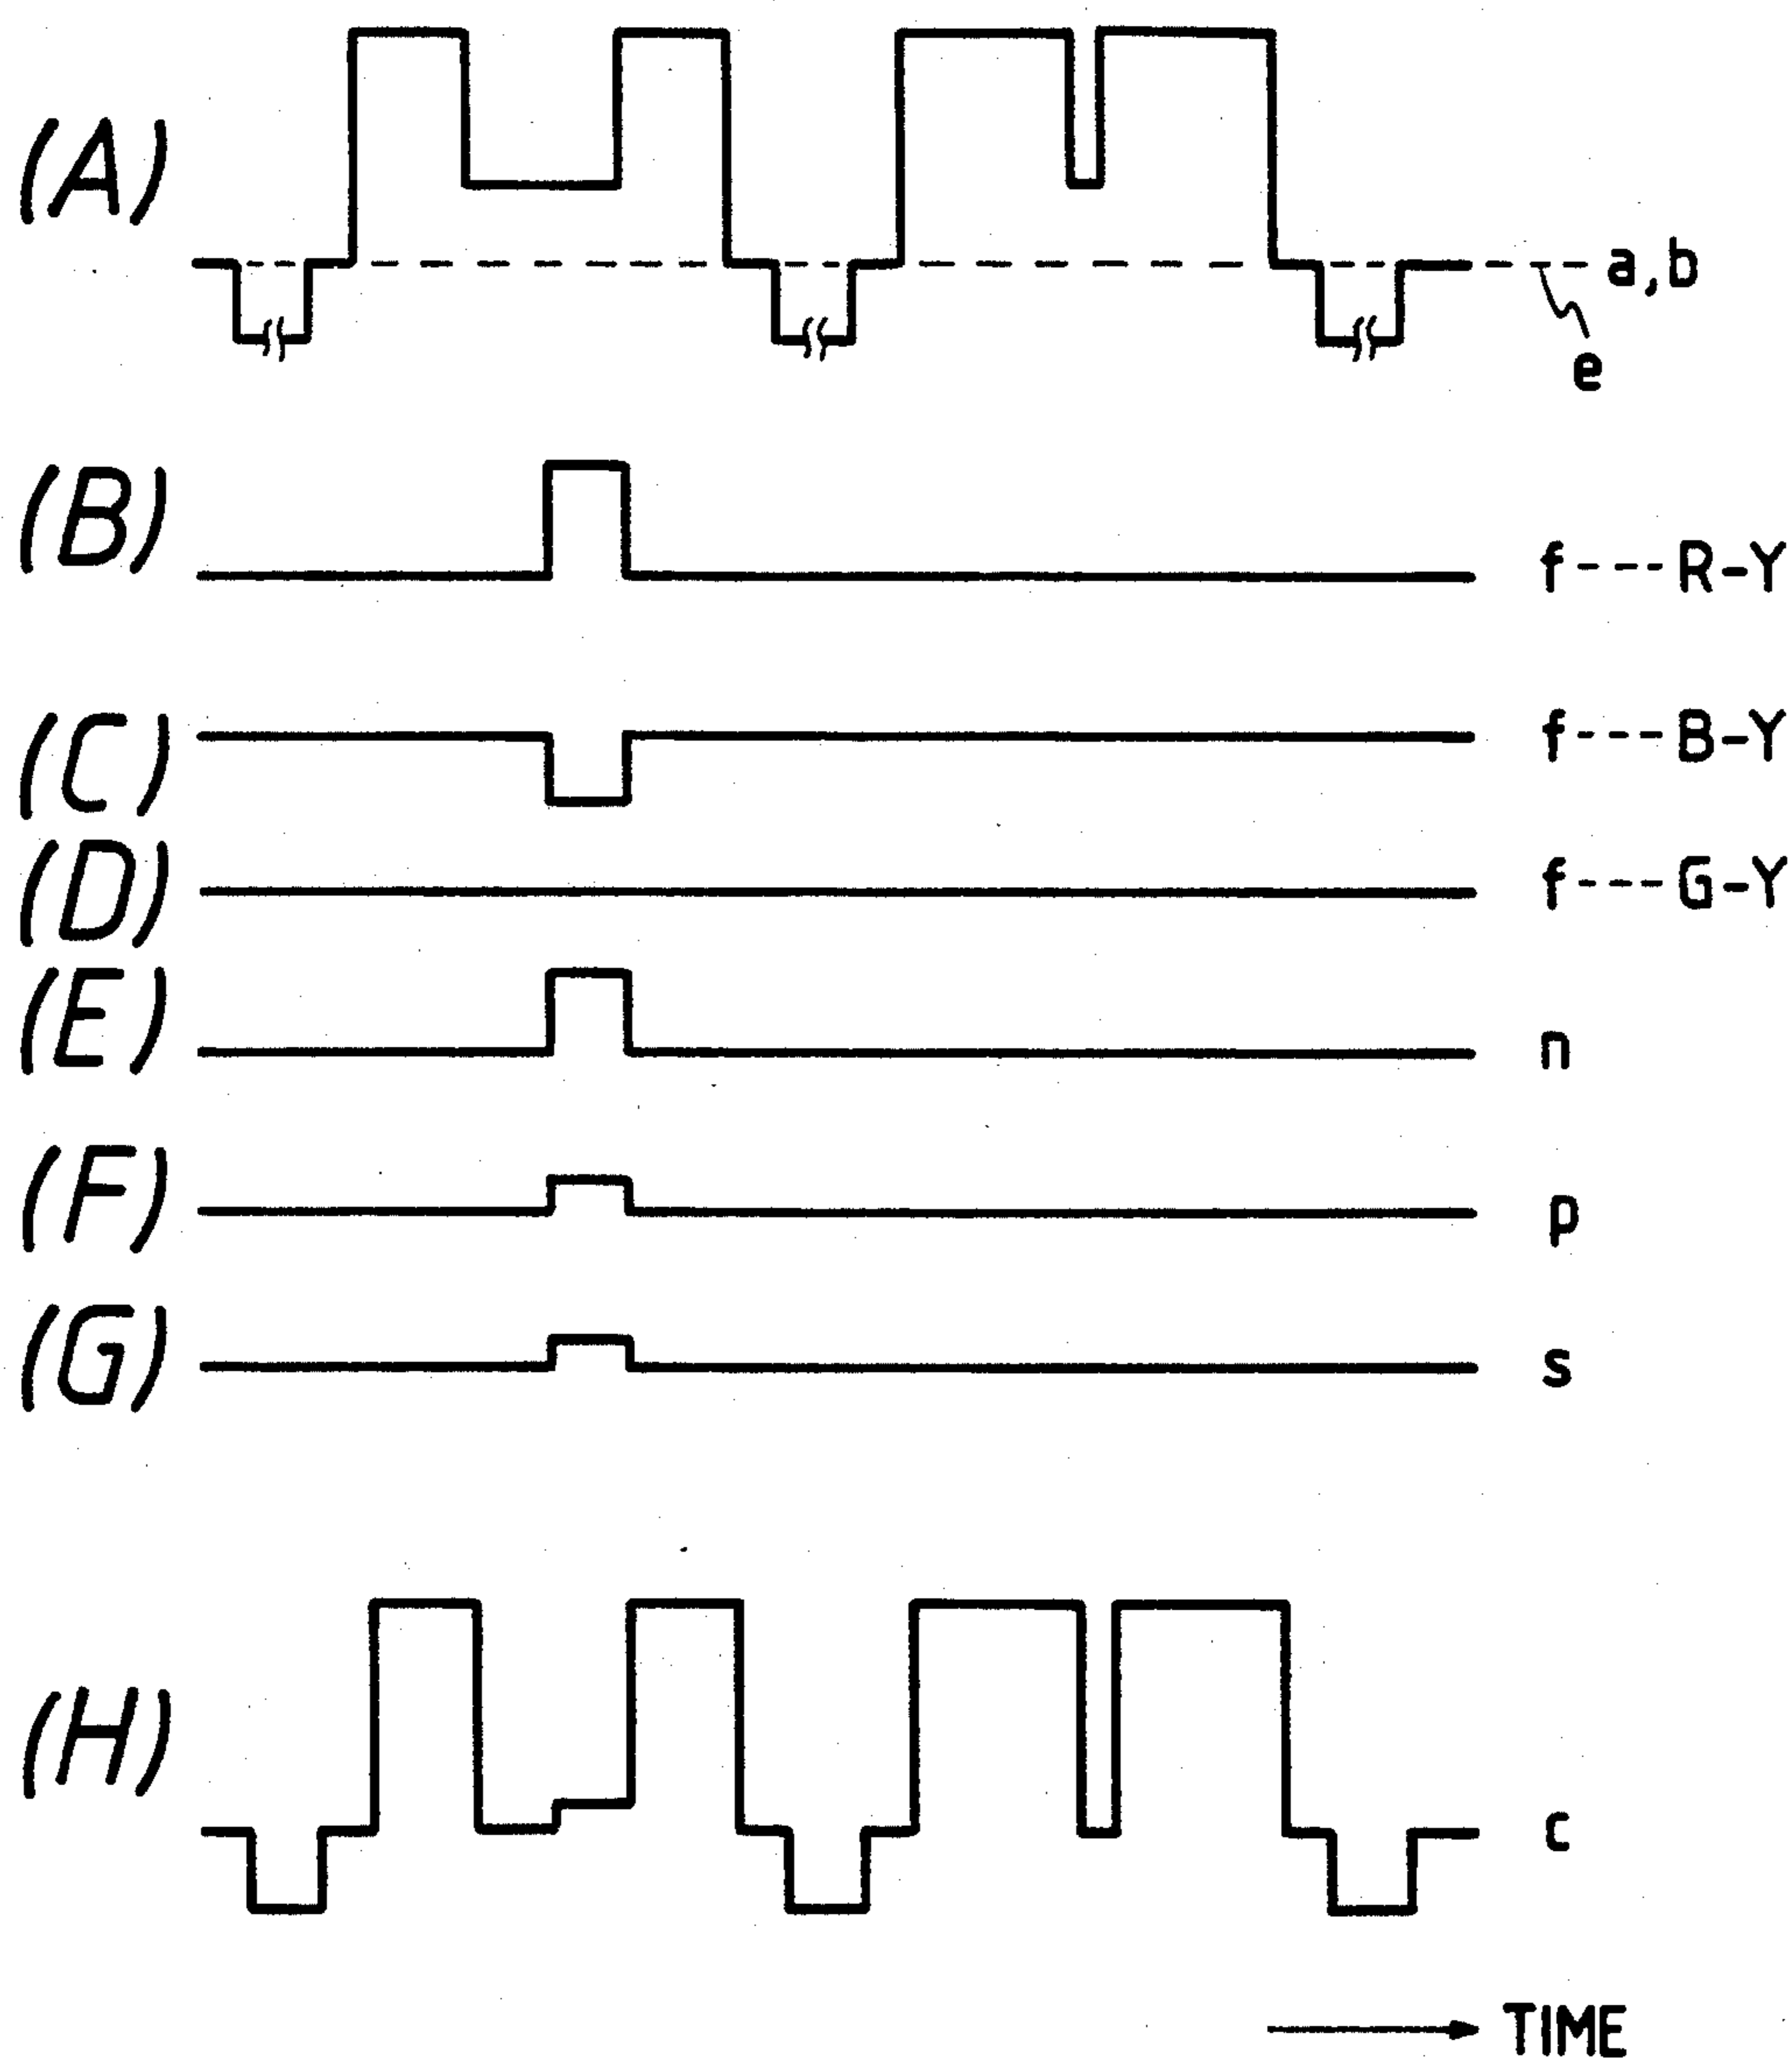 (A)
a,b
e
(B)
f---R-Y
(C)
f---B-Y
(D)
f---G-Y
(E)
n
(F)
p
(G)
s
(H)
c
TIME